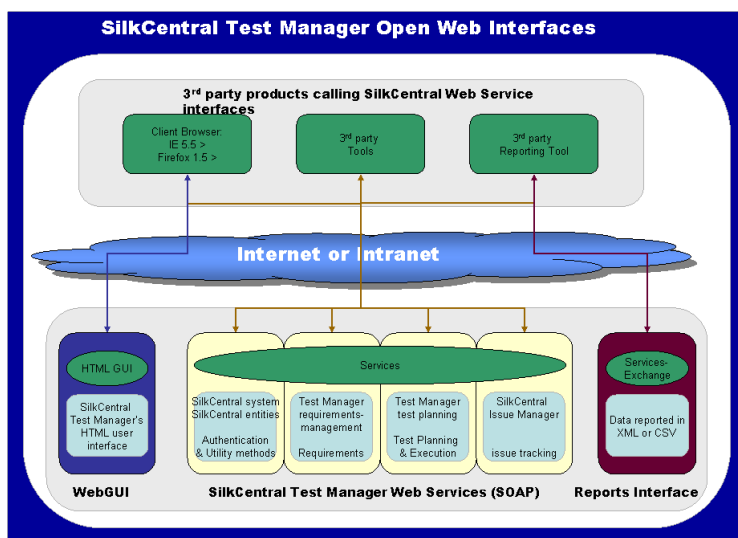 SilkCentral Test Manager Open Web Interfaces
3rd party products calling SilkCentral Web Service
interfaces
Client Browser:
IE 5.5 >
Firefox 1.5 >
3rd party
Tools
3rd party
Reporting Tool
Internet or Intranet
HTML GUI
SilkCentral
Test Manager's
HTML user
interface
WebGUI
Services
SilkCentral system
SilkCentral entities
Authentication
& Utility methods
Test Manager
requirements-
management
Requirements
Test Manager
test planning
Test Planning
& Execution
SilkCentral
Issue Manager
issue tracking
SilkCentral Test Manager Web Services (SOAP)
Services-
Exchange
Data reported in
XML or CSV
Reports Interface